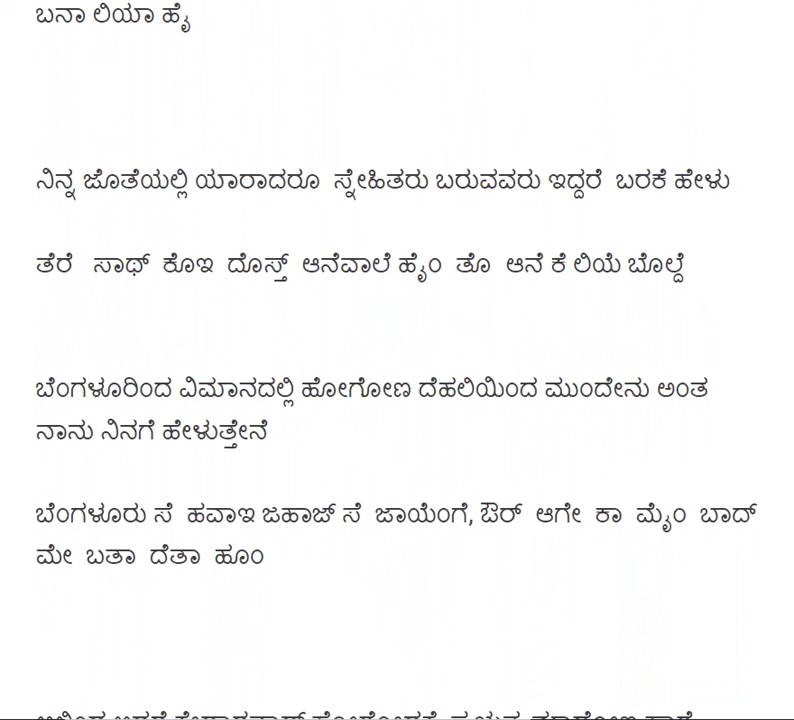 ಬನಾ ಲಿಯಾ ಹೈ
ನಿನ್ನ ಜೊತೆಯಲ್ಲಿ ಯಾರಾದರೂ ಸ್ನೇಹಿತರು ಬರುವವರು ಇದ್ದರೆ ಬರಕೆ ಹೇಳು
ತೆರೆ ಸಾಥ್ ಕೊಇ ದೊಸ್ತ್ ಆನೆವಾಲೆ ಹೈಂ ತೊ ಆನೆ ಕೆ ಲಿಯೆ ಬೊಲ್ದೆ
ಬೆಂಗಳೂರಿಂದ ವಿಮಾನದಲ್ಲಿ ಹೋಗೋಣ ದೆಹಲಿಯಿಂದ ಮುಂದೇನು ಅಂತ
ನಾನು ನಿನಗೆ ಹೇಳುತ್ತೇನೆ
ಬೆಂಗಳೂರು ಸೆ ಹವಾಇ ಜಹಾಜ್ ಸೆ ಜಾಯೆಂಗೆ, ಔರ್ ಆಗೇ ಕಾ ಮೈಂ ಬಾದ್
ಮೇ ಬತಾ ದೆತಾ ಹೂಂ